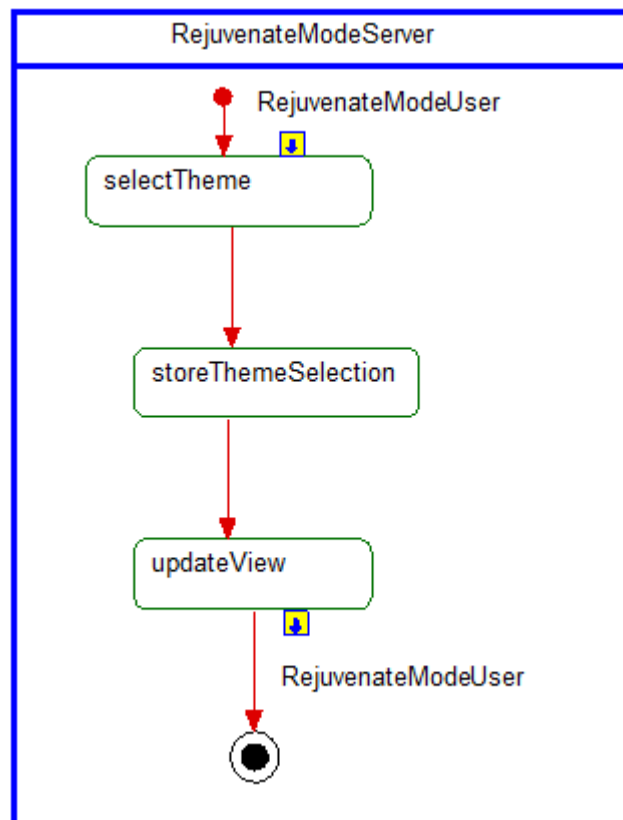 RejuvenateModeServer
RejuvenateModeUser
selectTheme
storeThemeSelection
updateView
RejuvenateModeUser